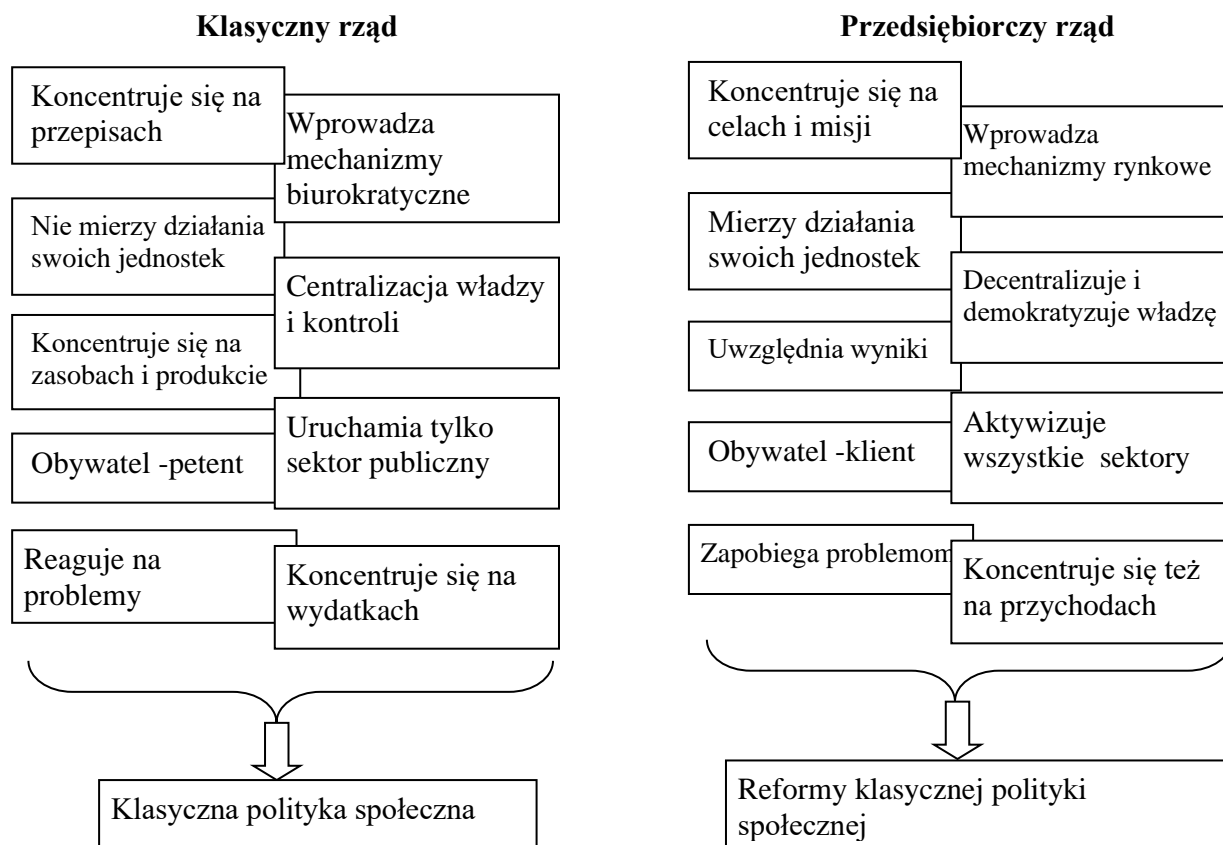 Klasyczny rząd
Koncentruje się na
przepisach
Wprowadza
mechanizmy
biurokratyczne
Nie mierzy działania
swoich jednostek
Centralizacja władzy
i kontroli
Koncentruje się na
zasobach i produkcie
Uruchamia tylko
sektor publiczny
Obywatel -petent
Reaguje na
problemy
Koncentruje się na
wydatkach
Klasyczna polityka społeczna
Przedsiębiorczy rząd
Koncentruje się na
celach i misji
Wprowadza
mechanizmy rynkowe
Mierzy działania
swoich jednostek
Decentralizuje i
demokratyzuje władzę
Uwzględnia wyniki
Aktywizuje
wszystkie sektory
Obywatel -klient
Zapobiega problemom
Koncentruje się też
na przychodach
Reformy klasycznej polityki
społecznej